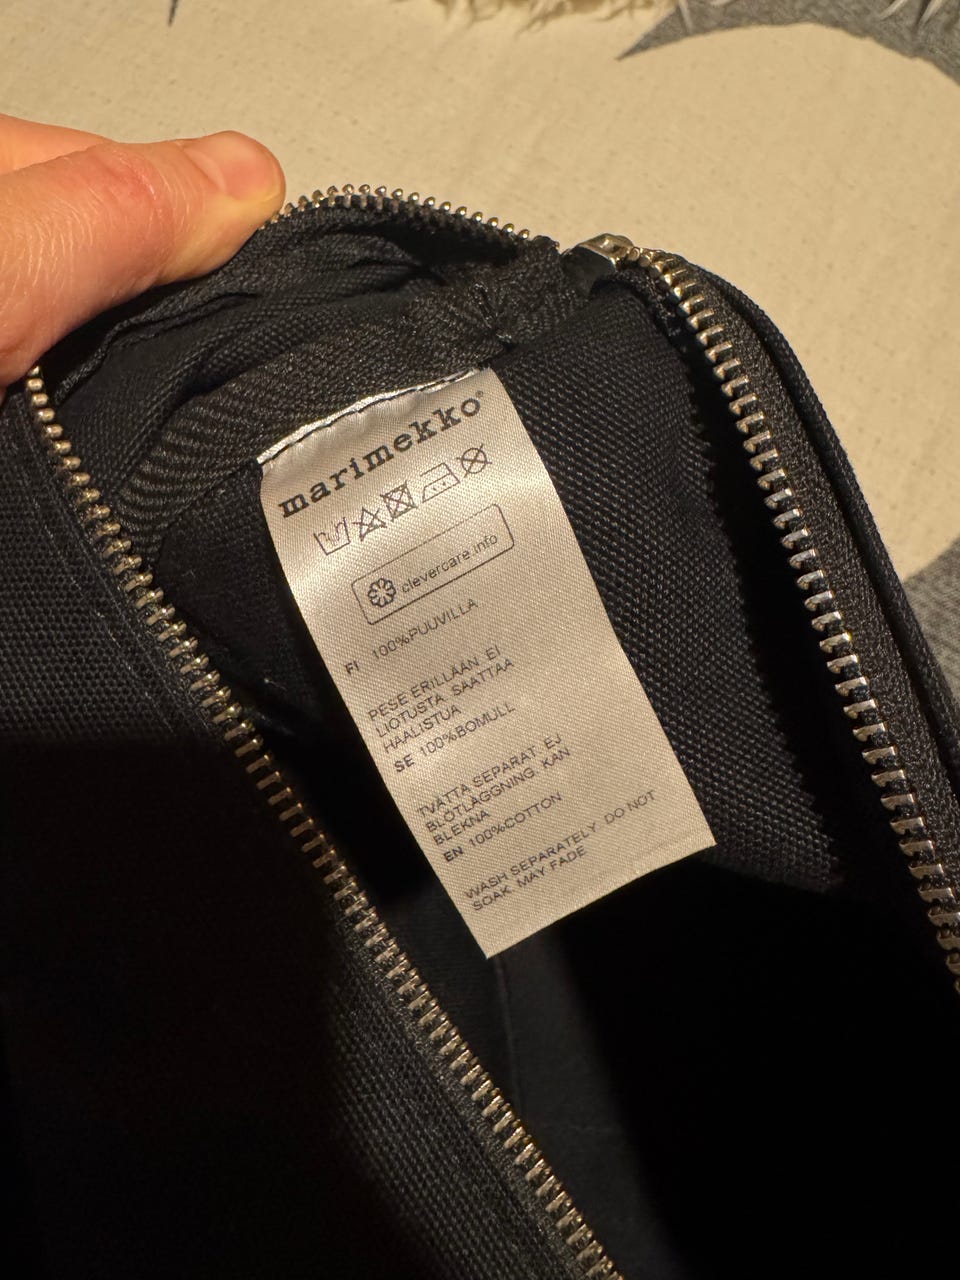 marimekko®
clevercare.info
FI 100%PUUVILLA
PESE ERILLÄÄN. EI
LIOTUSTA. SAATTAA
HAALISTUA
SE 100%BOMULL
TVÄTTA SEPARAT. EJ
BLÖTLÄGGNING. KAN
BLEKNA
EN 100%COTTON
WASH SEPARATELY. DO NOT
SOAK. MAY FADE